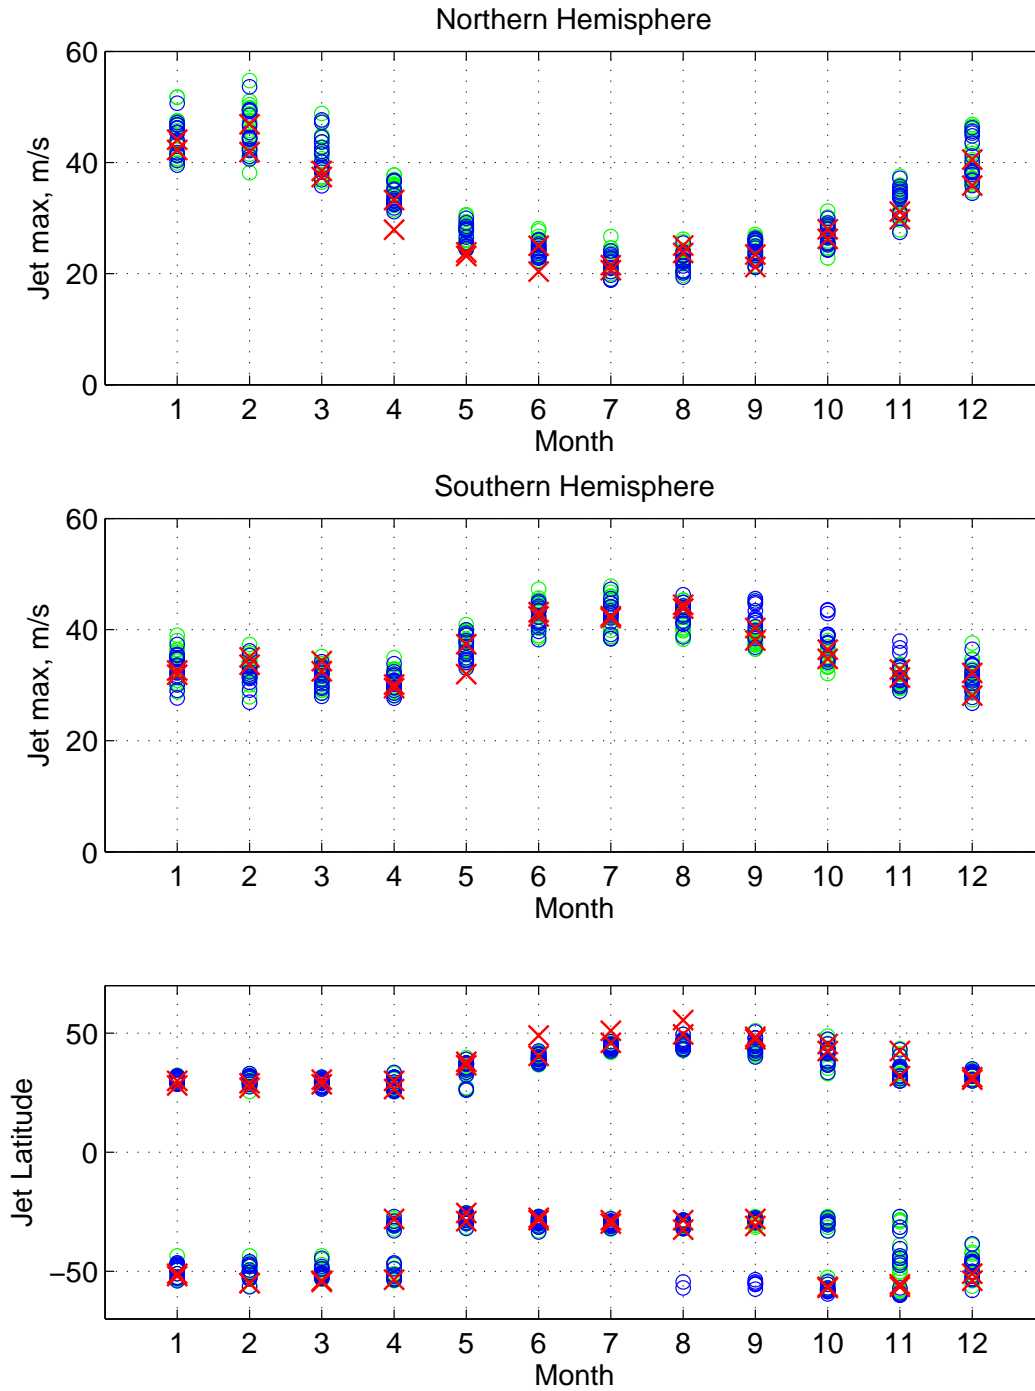 Northern Hemisphere
60
40
20
0
Jet max, m/s
1 2 3 4 5 6 7 8 9 10 11 12
Month
Southern Hemisphere
60
40
20
0
Jet max, m/s
1 2 3 4 5 6 7 8 9 10 11 12
Month
50
0
−50
Jet Latitude
1 2 3 4 5 6 7 8 9 10 11 12
Month